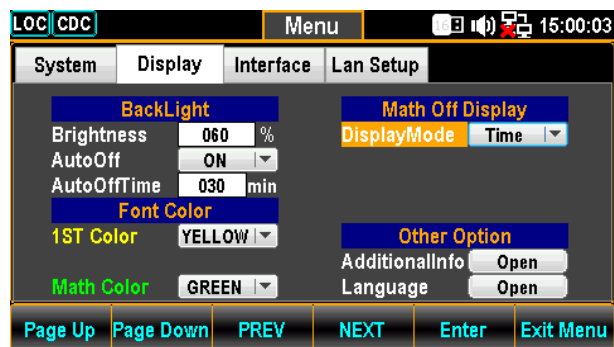 LOC CDC Menu 16 15:00:03
System Display Interface Lan Setup
BackLight
Brightness 060 %
AutoOff ON
AutoOffTime 030 min
Font Color
1ST Color YELLOW
Math Color GREEN
Math Off Display
DisplayMode Time
Other Option
AdditionalInfo Open
Language Open
Page Up Page Down PREV NEXT Enter Exit Menu